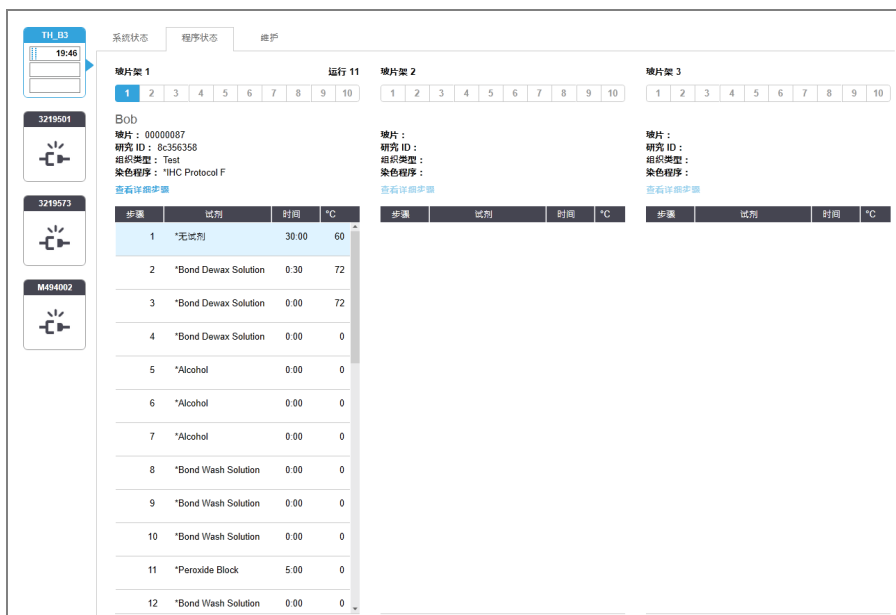 TH_B3
19:46
3219501
3219573
M494002
系统状态 程序状态 维护
玻片架 1 运行 11
1 2 3 4 5 6 7 8 9 10
Bob
玻片： 00000087
研究 ID： 8c356358
组织类型： Test
染色程序： *IHC Protocol F
查看详细步骤
步骤 试剂 时间 °C
1 *无试剂 30:00 60
2 *Bond Dewax Solution 0:30 72
3 *Bond Dewax Solution 0:00 72
4 *Bond Dewax Solution 0:00 0
5 *Alcohol 0:00 0
6 *Alcohol 0:00 0
7 *Alcohol 0:00 0
8 *Bond Wash Solution 0:00 0
9 *Bond Wash Solution 0:00 0
10 *Bond Wash Solution 0:00 0
11 *Peroxide Block 5:00 0
12 *Bond Wash Solution 0:00 0
玻片架 2
1 2 3 4 5 6 7 8 9 10
玻片：
研究 ID：
组织类型：
染色程序：
查看详细步骤
步骤 试剂 时间 °C
玻片架 3
1 2 3 4 5 6 7 8 9 10
玻片：
研究 ID：
组织类型：
染色程序：
查看详细步骤
步骤 试剂 时间 °C